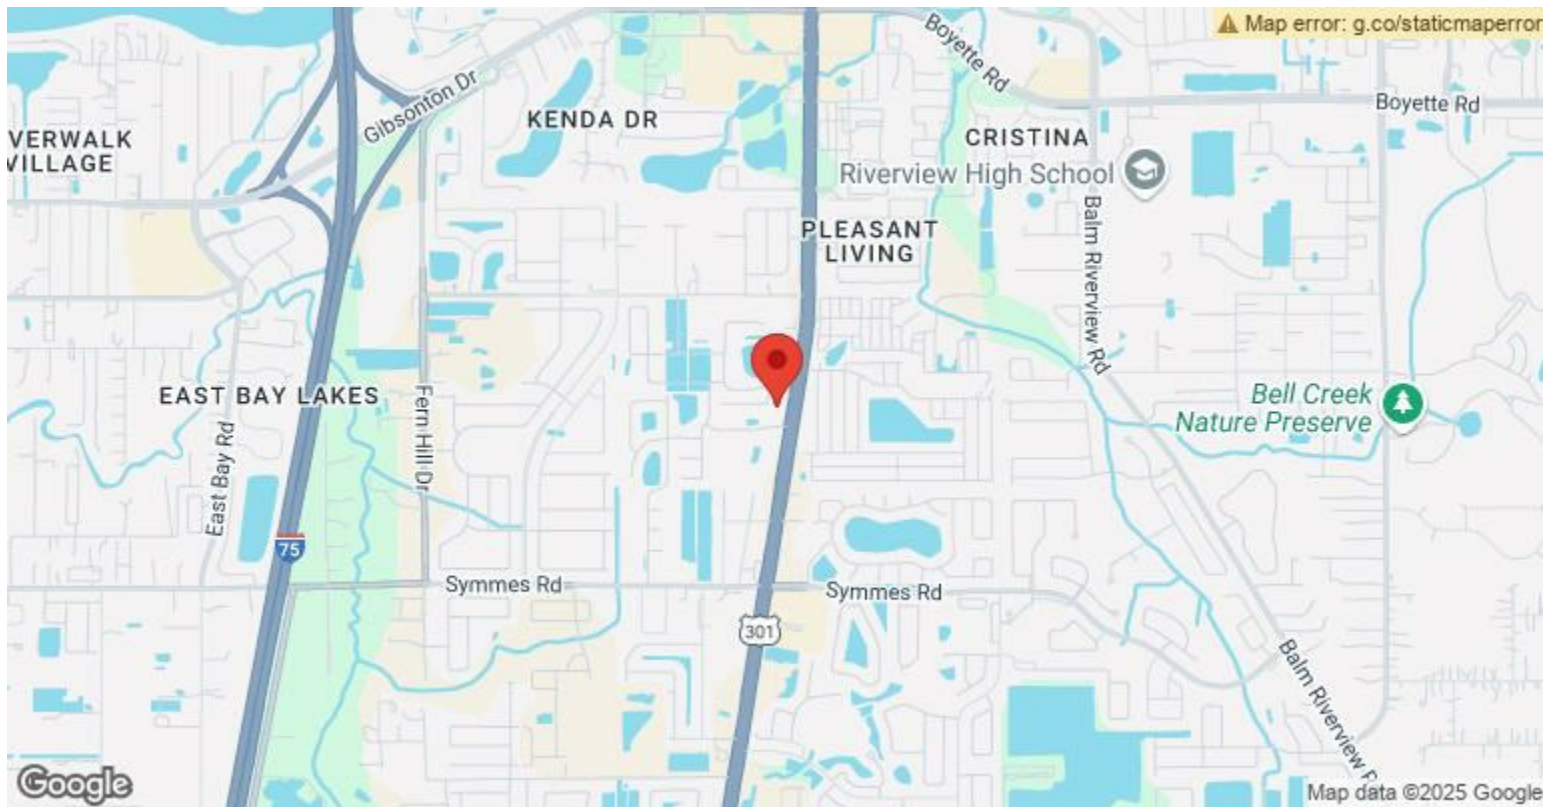 Map error: g.co/staticmaperror
Boyette Rd
Boyette Rd
Gibsonton Dr
KENDA DR
CRISTINA
VERWALK
VILLAGE
Riverview High School
Balm Riverview Rd
PLEASANT
LIVING
EAST BAY LAKES
Fern Hill Dr
East Bay Rd
Bell Creek
Nature Preserve
75
Symmes Rd
Symmes Rd
301
Balm Riverview R
Google
Map data ©2025 Google